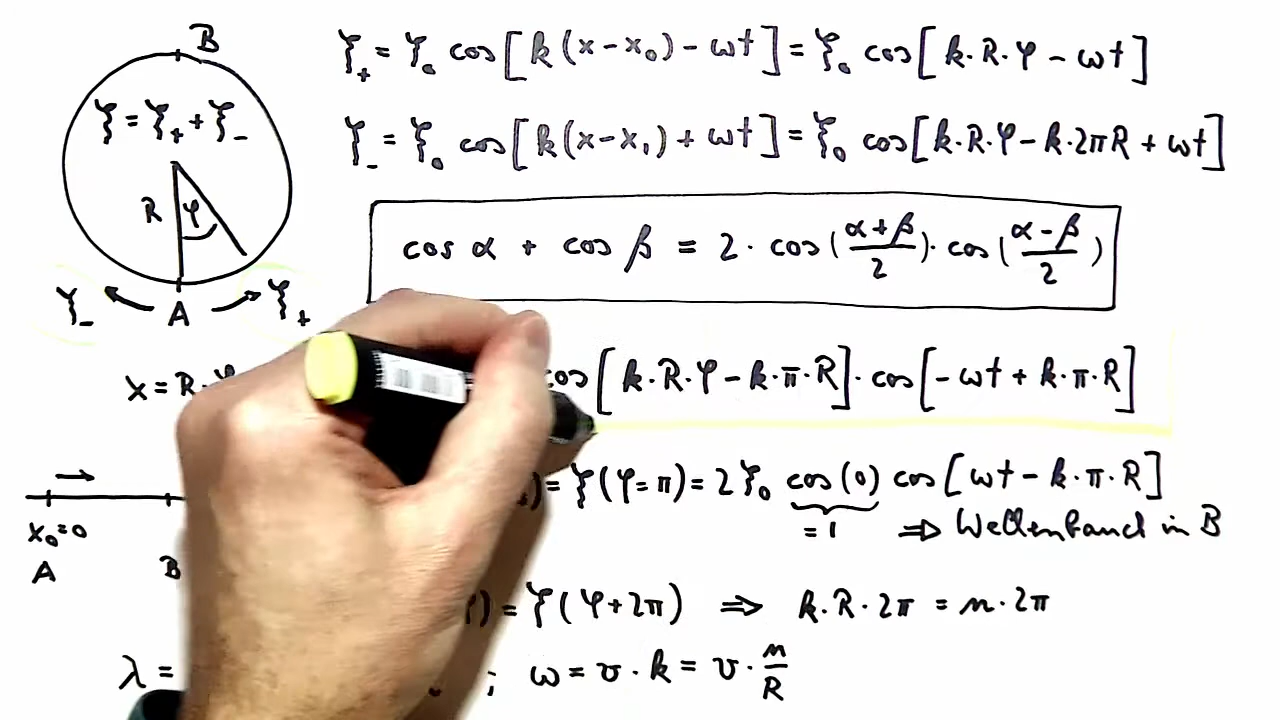 B
ξ = ξ₊ + ξ₋
R φ
ξ₋ A ξ₊
ξ₊ = ξ₀ cos[k(x-x₀) - ωt] = ξ₀ cos[k·R·φ - ωt]
ξ₋ = ξ₀ cos[k(x-x₁) + ωt] = ξ₀ cos[k·R·φ - k·2πR + ωt]
cos α + cos β = 2 · cos(α+β/2) · cos(α-β/2)
x = R·φ cos[k·R·φ - k·π·R] · cos[-ωt + k·π·R]
) = ξ(φ=π) = 2ξ₀ cos(0) cos[ωt - k·π·R]
= 1 ⇒ Wellenbauch in B
x₀=0
A B
) = ξ(φ+2π) ⇒ k·R·2π = n·2π
λ = ; ω = v · k = v · n/R